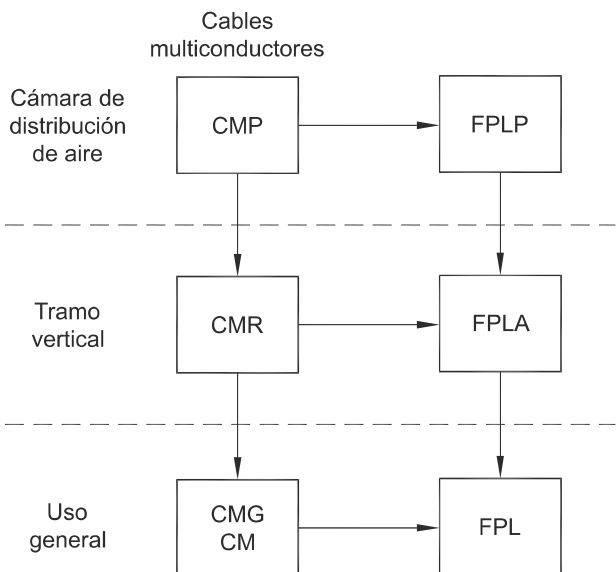 Cables
multiconductores
Cámara de
distribución
de aire
CMP
FPLP
Tramo
vertical
CMR
FPLA
Uso
general
CMG
CM
FPL